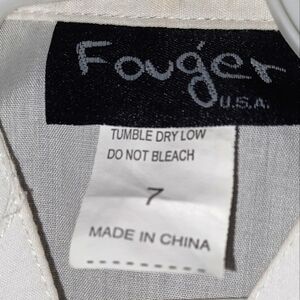 Fouger
U.S.A.
TUMBLE DRY LOW
DO NOT BLEACH
7
MADE IN CHINA